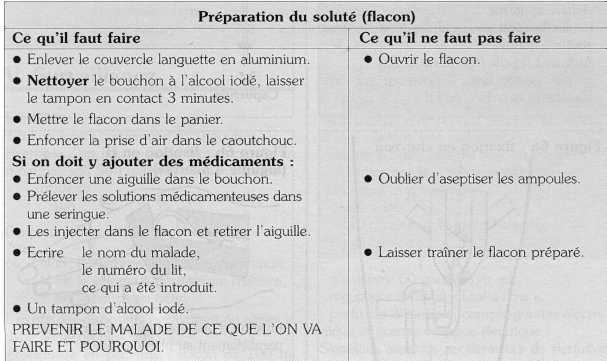 Préparation du soluté (flacon)
Ce qu'il faut faire
Ce qu'il ne faut pas faire
● Enlever le couvercle languette en aluminium.
● Ouvrir le flacon.
● Nettoyer le bouchon à l'alcool iodé, laisser
le tampon en contact 3 minutes.
● Mettre le flacon dans le panier.
● Enfoncer la prise d'air dans le caoutchouc.
Si on doit y ajouter des médicaments :
● Enfoncer une aiguille dans le bouchon.
● Oublier d'aseptiser les ampoules.
● Prélever les solutions médicamenteuses dans
une seringue.
● Les injecter dans le flacon et retirer l'aiguille.
● Ecrire le nom du malade,
● Laisser traîner le flacon préparé.
le numéro du lit,
ce qui a été introduit.
● Un tampon d'alcool iodé.
PREVENIR LE MALADE DE CE QUE L'ON VA
FAIRE ET POURQUOI.